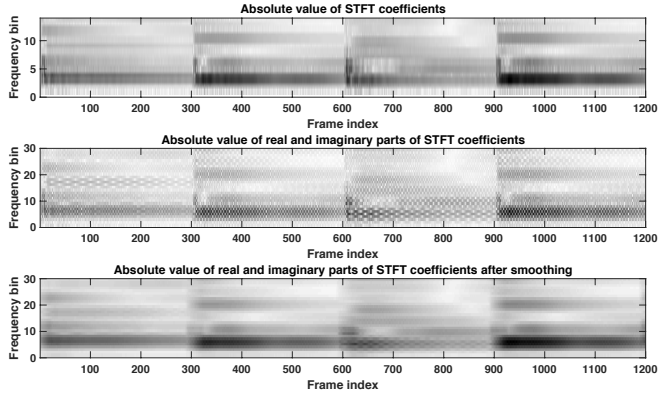 Absolute value of STFT coefficients
Frequency bin
10
5
0
100 200 300 400 500 600 700 800 900 1000 1100 1200
Frame index
Absolute value of real and imaginary parts of STFT coefficients
Frequency bin
30
20
10
0
100 200 300 400 500 600 700 800 900 1000 1100 1200
Frame index
Absolute value of real and imaginary parts of STFT coefficients after smoothing
Frequency bin
30
20
10
0
100 200 300 400 500 600 700 800 900 1000 1100 1200
Frame index